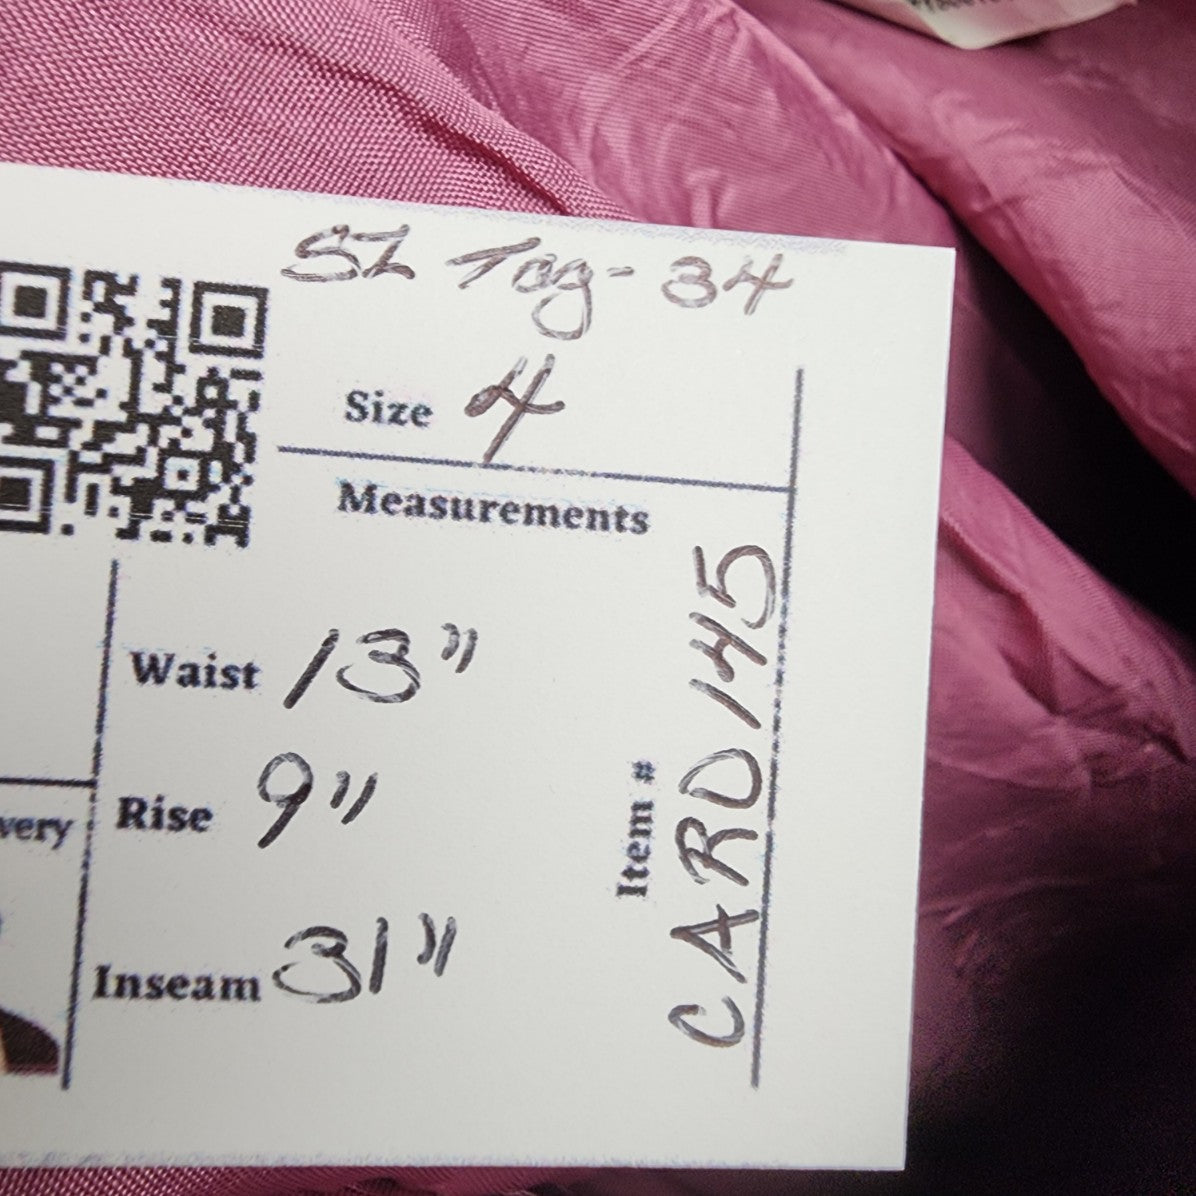 SZ Tag- 34
Size 4
Measurements
Waist 13"
Rise 9"
Inseam 31"
Item # CARD145
very